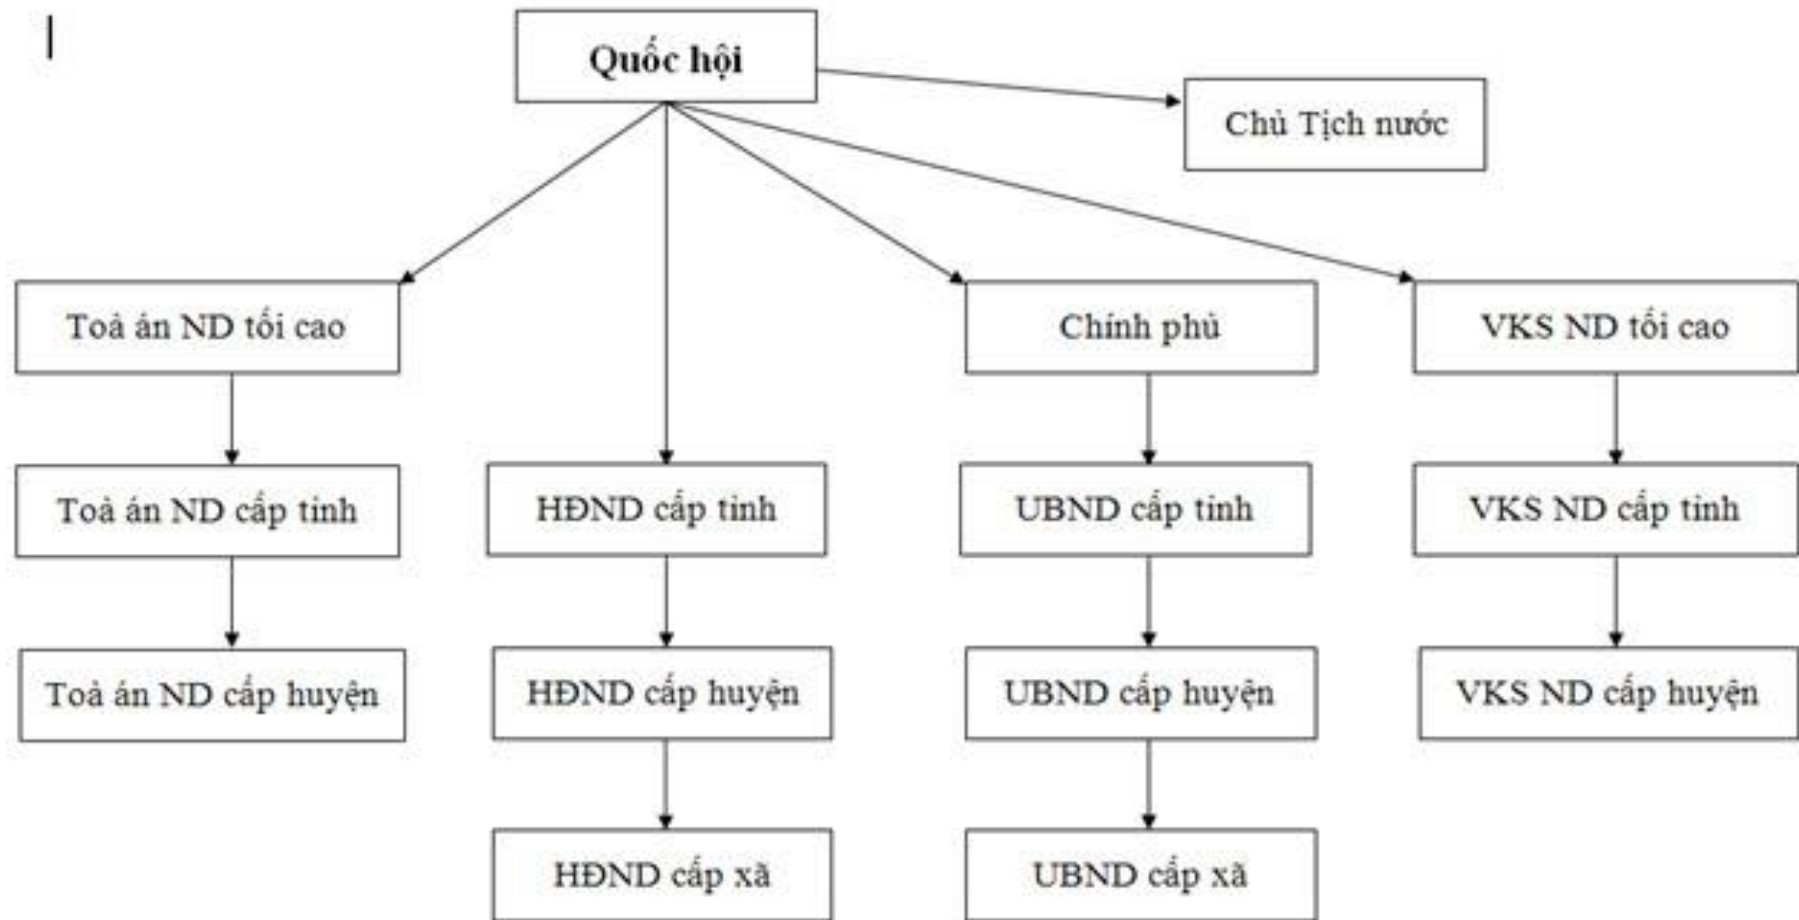 Quốc hội
Chủ Tịch nước
Toà án ND tối cao
Chính phủ
VKS ND tối cao
Toà án ND cấp tỉnh
HĐND cấp tỉnh
UBND cấp tỉnh
VKS ND cấp tỉnh
Toà án ND cấp huyện
HĐND cấp huyện
UBND cấp huyện
VKS ND cấp huyện
HĐND cấp xã
UBND cấp xã